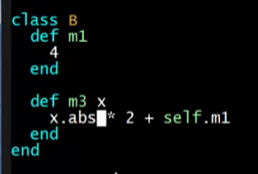 class B
  def m1
    4
  end

  def m3 x
    x.abs * 2 + self.m1
  end
end